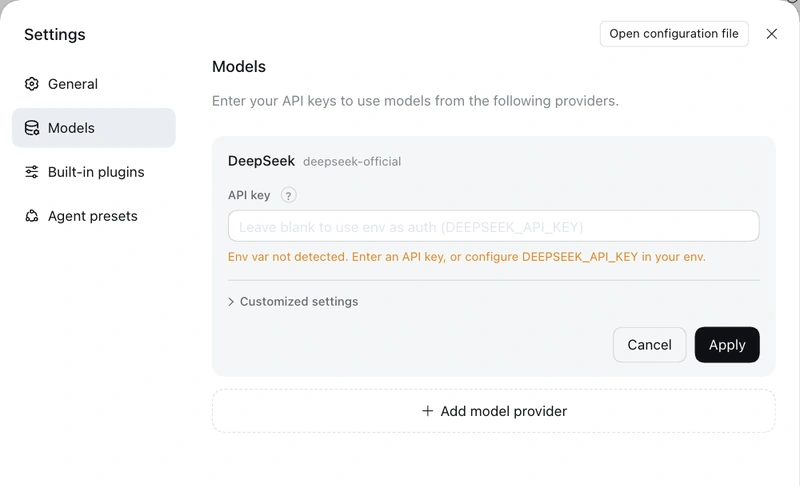 Settings
Open configuration file
General
Models
Built-in plugins
Agent presets
Models
Enter your API keys to use models from the following providers.
DeepSeek deepseek-official
API key ?
Leave blank to use env as auth (DEEPSEEK_API_KEY)
Env var not detected. Enter an API key, or configure DEEPSEEK_API_KEY in your env.
Customized settings
Cancel Apply
+ Add model provider